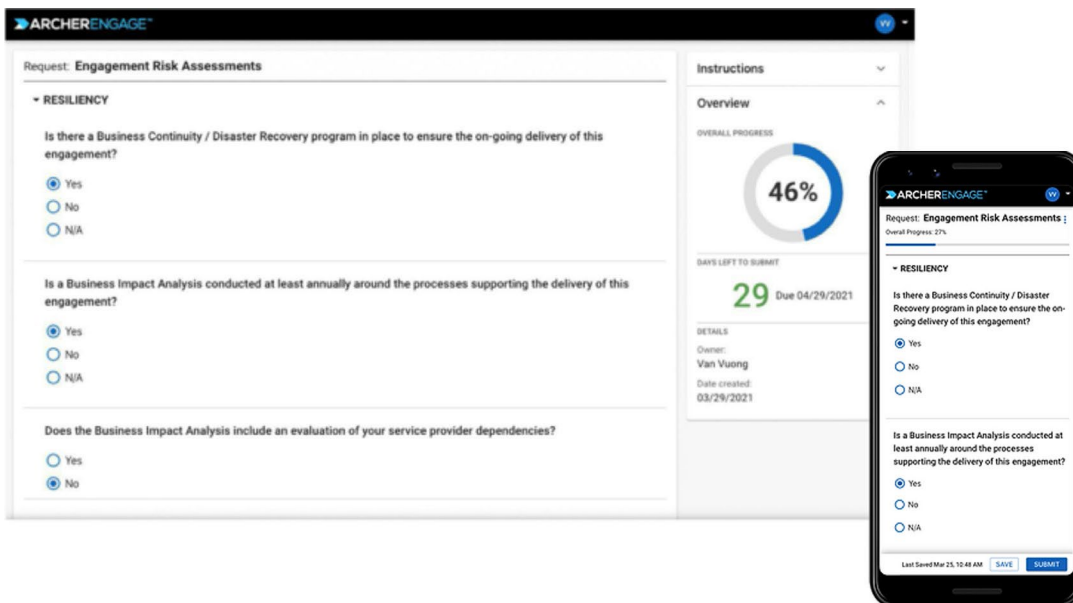 ARCHER ENGAGE™
VV
Request: Engagement Risk Assessments
RESILIENCY
Is there a Business Continuity / Disaster Recovery program in place to ensure the on-going delivery of this
engagement?
Yes
No
N/A
Is a Business Impact Analysis conducted at least annually around the processes supporting the delivery of this
engagement?
Yes
No
N/A
Does the Business Impact Analysis include an evaluation of your service provider dependencies?
Yes
No
Instructions
Overview
OVERALL PROGRESS
46%
DAYS LEFT TO SUBMIT
29 Due 04/29/2021
DETAILS
Owner:
Van Vuong
Date created:
03/29/2021
ARCHER ENGAGE™
VV
Request: Engagement Risk Assessments
Overall Progress: 27%
RESILIENCY
Is there a Business Continuity / Disaster
Recovery program in place to ensure the on-
going delivery of this engagement?
Yes
No
N/A
Is a Business Impact Analysis conducted at
least annually around the processes
supporting the delivery of this engagement?
Yes
No
N/A
Last Saved Mar 25, 10:48 AM SAVE SUBMIT